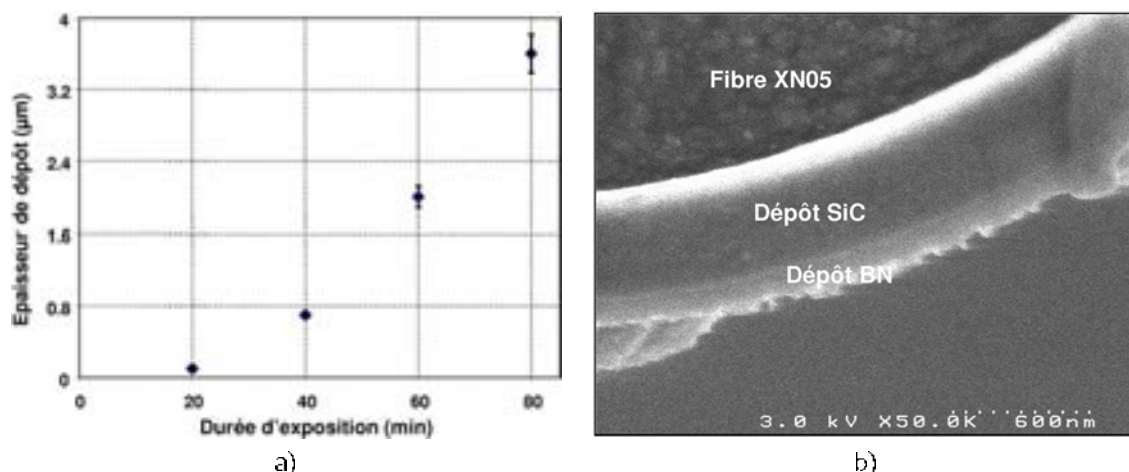 4
3.2
2.4
1.6
0.8
0
Epaisseur de dépôt (µm)
0 20 40 60 80
Durée d'exposition (min)
a)
Fibre XN05
Dépôt SiC
Dépôt BN
3.0 kV X50.0K 600nm
b)